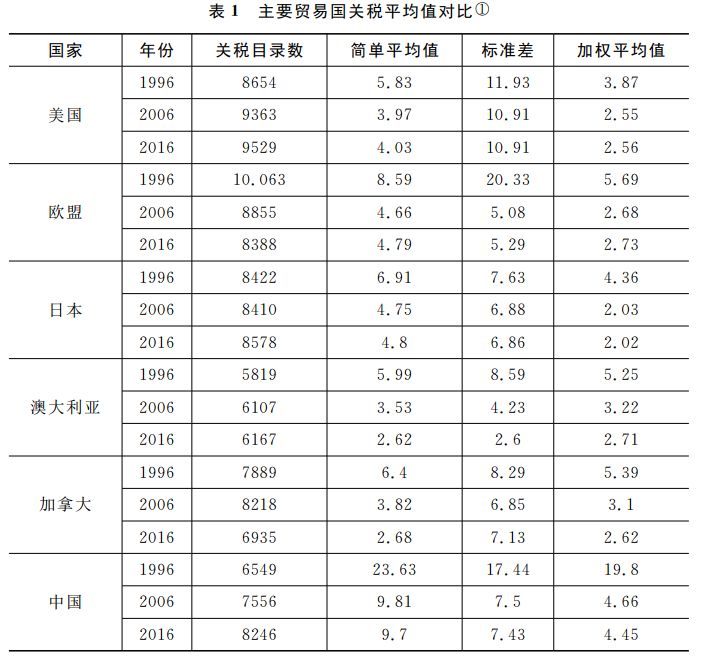 表 1 主要贸易国关税平均值对比①
国家 年份 关税目录数 简单平均值 标准差 加权平均值
1996 8654 5.83 11.93 3.87
美国 2006 9363 3.97 10.91 2.55
2016 9529 4.03 10.91 2.56
1996 10.063 8.59 20.33 5.69
欧盟 2006 8855 4.66 5.08 2.68
2016 8388 4.79 5.29 2.73
1996 8422 6.91 7.63 4.36
日本 2006 8410 4.75 6.88 2.03
2016 8578 4.8 6.86 2.02
1996 5819 5.99 8.59 5.25
澳大利亚 2006 6107 3.53 4.23 3.22
2016 6167 2.62 2.6 2.71
1996 7889 6.4 8.29 5.39
加拿大 2006 8218 3.82 6.85 3.1
2016 6935 2.68 7.13 2.62
1996 6549 23.63 17.44 19.8
中国 2006 7556 9.81 7.5 4.66
2016 8246 9.7 7.43 4.45